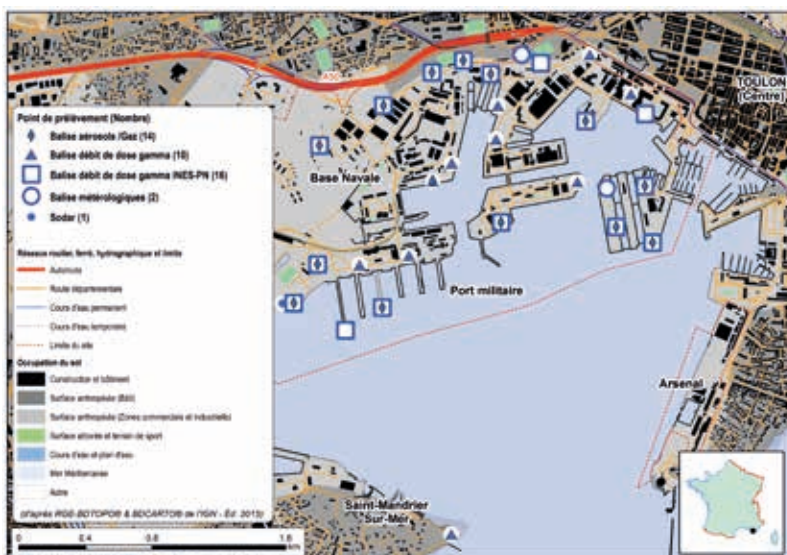 A50
TOULON
(Centre)
Point de prélèvement (Nombre)
Balise aérosols /Gaz (14)
Balise débit de dose gamma (10)
Balise débit de dose gamma INES-PN (16)
Balise météorologiques (2)
Sodar (1)
Base Navale
Port militaire
Arsenal
Réseaux routier, ferré, hydrographique et limite
Autoroute
Route départementale
Cours d'eau permanent
Cours d'eau temporaire
Limite du site
Occupation du sol
Construction et bâtiment
Surface anthropisée (Bâti)
Surface anthropisée (Zones commerciales et industrielle)
Surface arborée et terrain de sport
Cours d'eau et plan d'eau
Mer Méditerranée
Autre
(d'après RGE-BDTOPO® & BDCARTO® de l'IGN - Éd. 2013)
Saint-Mandrier
Sur-Mer
0 0.4 0.8 1.6
km